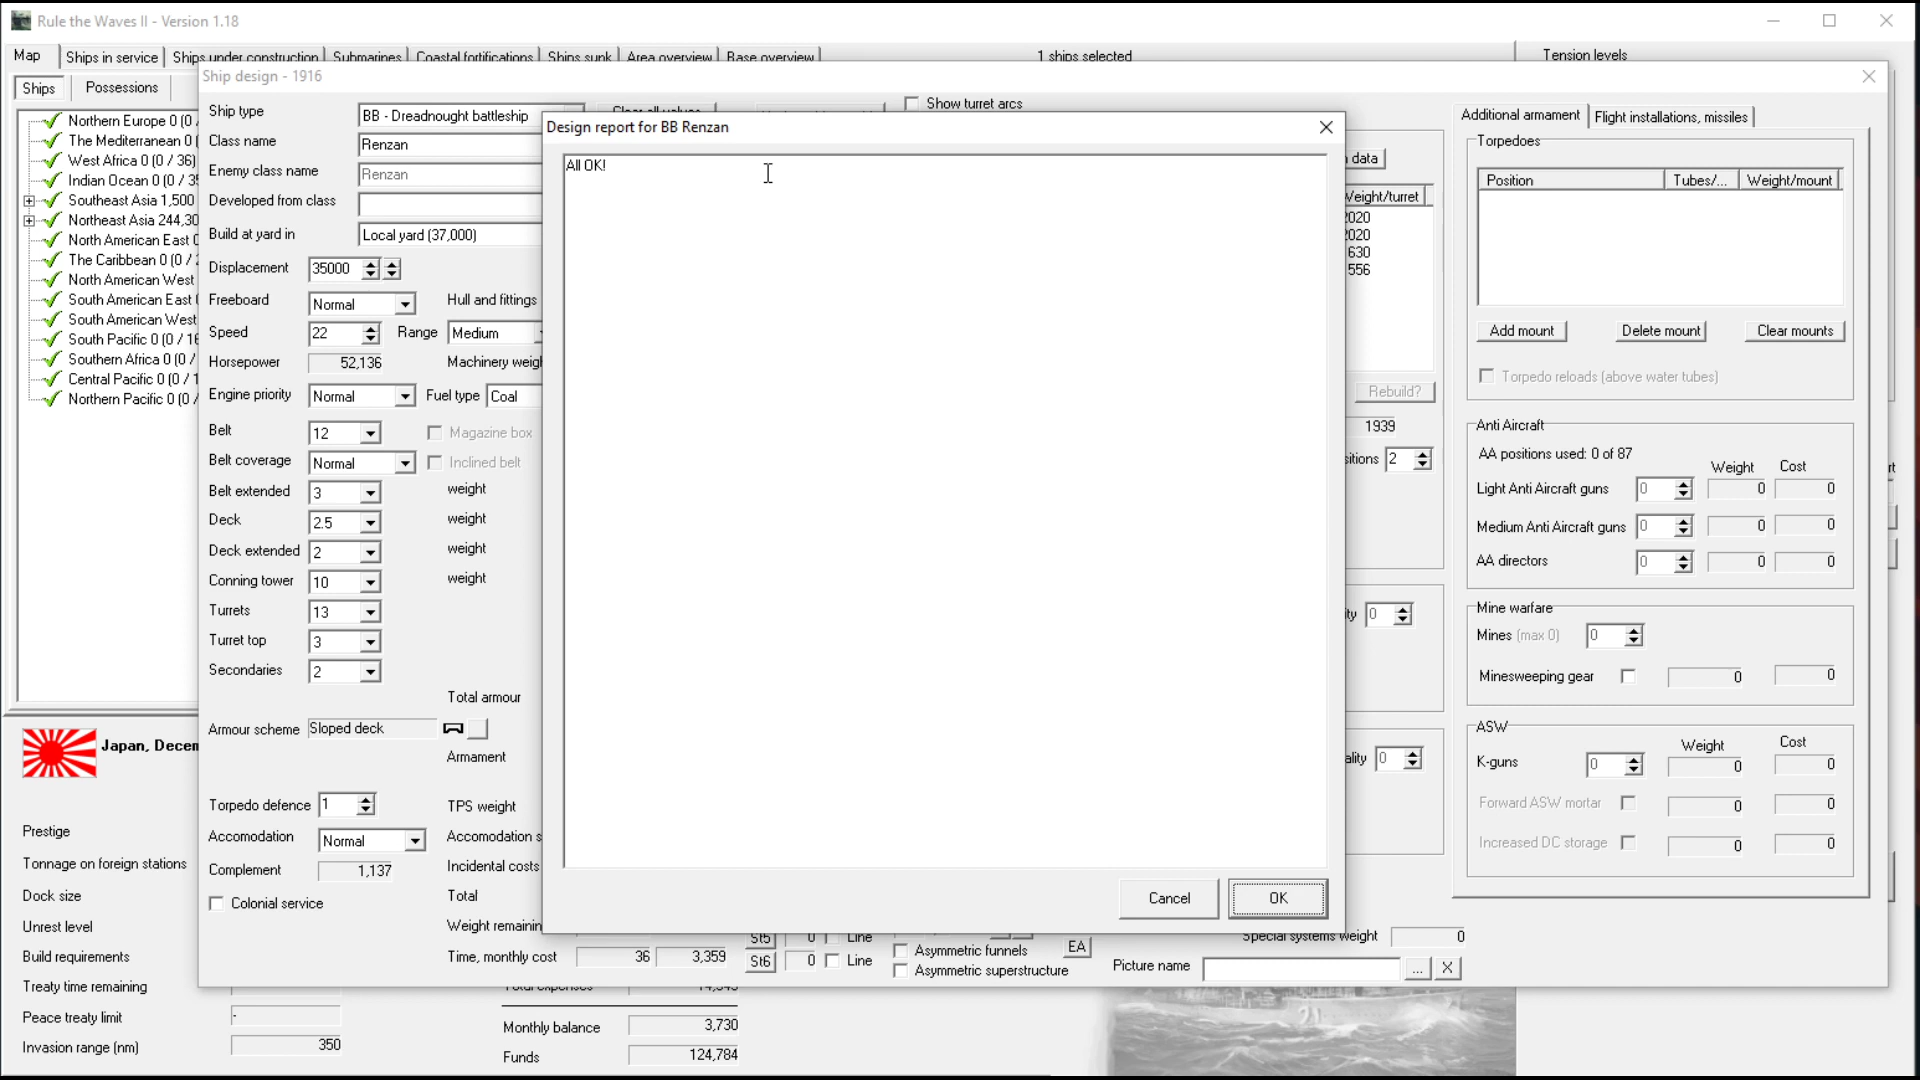 Rule the Waves II - Version 1.18
Map
Ships in service
Ships under construction
Submarines
Coastal fortifications
Ships sunk
Area overview
Base overview
1 ships selected
Tension levels
Ships
Possessions
Northern Europe 0 (0
The Mediterranean 0 (
West Africa 0 (0 / 36)
Indian Ocean 0 (0 / 35
Southeast Asia 1,500
Northeast Asia 244,30
North American East 0
The Caribbean 0 (0 / 2
North American West
South American East
South American West
South Pacific 0 (0 / 16
Southern Africa 0 (0 /
Central Pacific 0 (0 / 1
Northern Pacific 0 (0 /
Japan, Decem
Prestige
Tonnage on foreign stations
Dock size
Unrest level
Build requirements
Treaty time remaining
Peace treaty limit
-
Invasion range (nm)
350
Monthly balance
3,730
Funds
124,784
Ship design - 1916
Ship type
BB - Dreadnought battleship
Clear all values
Show turret arcs
Class name
Renzan
Enemy class name
Renzan
Developed from class
Build at yard in
Local yard (37,000)
Displacement
35000
Freeboard
Normal
Hull and fittings
Speed
22
Range
Medium
Horsepower
52,136
Machinery weigh
Engine priority
Normal
Fuel type
Coal
Belt
12
Magazine box
Belt coverage
Normal
Inclined belt
Belt extended
3
weight
Deck
2.5
weight
Deck extended
2
weight
Conning tower
10
weight
Turrets
13
Turret top
3
Secondaries
2
Total armour
Armour scheme
Sloped deck
Armament
Torpedo defence
1
TPS weight
Accomodation
Normal
Accomodation s
Complement
1,137
Incidental costs
Colonial service
Total
Weight remainin
Time, monthly cost
36
3,359
St5
0
Line
St6
0
Line
Asymmetric funnels
EA
Asymmetric superstructure
Special systems weight
0
Picture name
...
X
Design report for BB Renzan
All OK!
Cancel
OK
data
Weight/turret
2020
2020
630
556
Rebuild?
1939
sitions
2
ity
0
ality
0
Additional armament
Flight installations, missiles
Torpedoes
Position
Tubes/...
Weight/mount
Add mount
Delete mount
Clear mounts
Torpedo reloads (above water tubes)
Anti Aircraft
AA positions used: 0 of 87
Weight
Cost
Light Anti Aircraft guns
0
0
0
Medium Anti Aircraft guns
0
0
0
AA directors
0
0
0
Mine warfare
Mines (max 0)
0
Minesweeping gear
0
0
ASW
Weight
Cost
K-guns
0
0
0
Forward ASW mortar
0
0
Increased DC storage
0
0